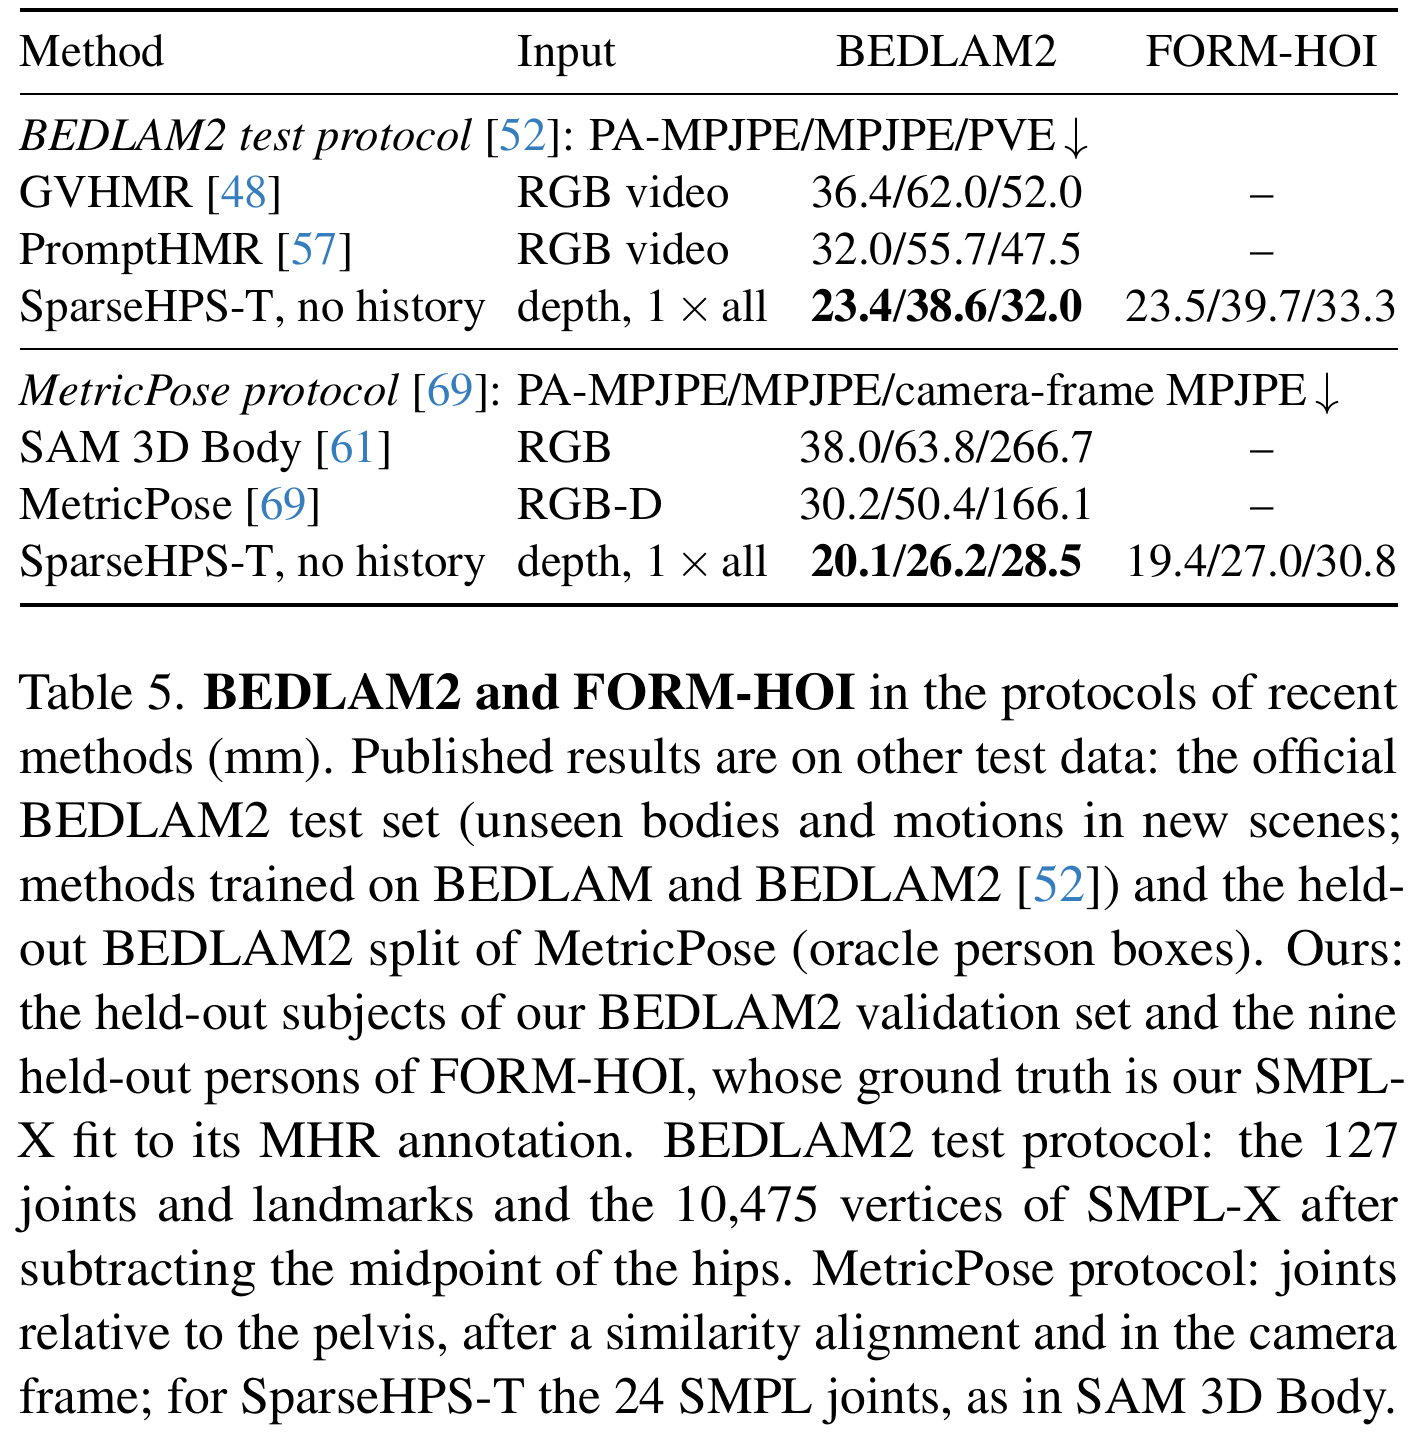 Method Input BEDLAM2 FORM-HOI
BEDLAM2 test protocol [52]: PA-MPJPE/MPJPE/PVE↓
GVHMR [48] RGB video 36.4/62.0/52.0 –
PromptHMR [57] RGB video 32.0/55.7/47.5 –
SparseHPS-T, no history depth, 1 × all 23.4/38.6/32.0 23.5/39.7/33.3
MetricPose protocol [69]: PA-MPJPE/MPJPE/camera-frame MPJPE↓
SAM 3D Body [61] RGB 38.0/63.8/266.7 –
MetricPose [69] RGB-D 30.2/50.4/166.1 –
SparseHPS-T, no history depth, 1 × all 20.1/26.2/28.5 19.4/27.0/30.8
Table 5. BEDLAM2 and FORM-HOI in the protocols of recent
methods (mm). Published results are on other test data: the official
BEDLAM2 test set (unseen bodies and motions in new scenes;
methods trained on BEDLAM and BEDLAM2 [52]) and the held-
out BEDLAM2 split of MetricPose (oracle person boxes). Ours:
the held-out subjects of our BEDLAM2 validation set and the nine
held-out persons of FORM-HOI, whose ground truth is our SMPL-
X fit to its MHR annotation. BEDLAM2 test protocol: the 127
joints and landmarks and the 10,475 vertices of SMPL-X after
subtracting the midpoint of the hips. MetricPose protocol: joints
relative to the pelvis, after a similarity alignment and in the camera
frame; for SparseHPS-T the 24 SMPL joints, as in SAM 3D Body.